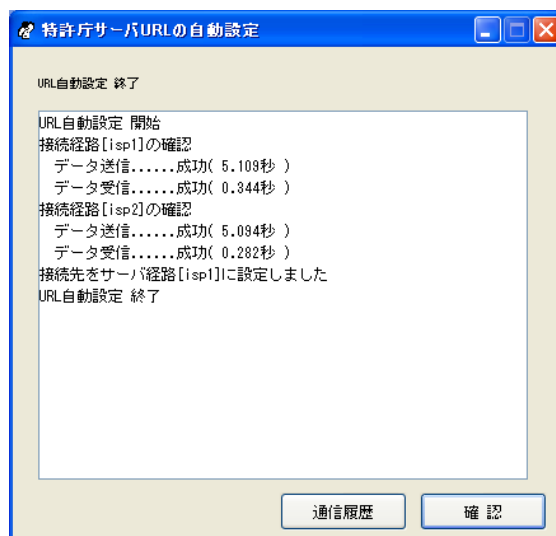 特許庁サーバURLの自動設定
URL自動設定 終了
URL自動設定 開始
接続経路[isp1]の確認
データ送信......成功( 5.109秒 )
データ受信......成功( 0.344秒 )
接続経路[isp2]の確認
データ送信......成功( 5.094秒 )
データ受信......成功( 0.282秒 )
接続先をサーバ経路[isp1]に設定しました
URL自動設定 終了
通信履歴
確 認